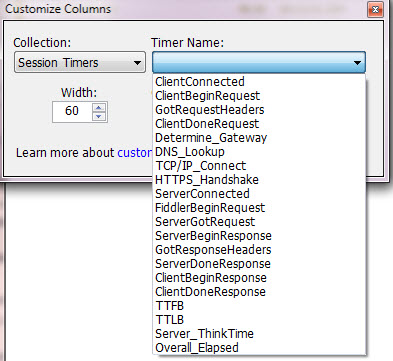 Customize Columns
Collection:
Timer Name:
Session Timers
Width:
60
Learn more about custo
ClientConnected
ClientBeginRequest
GotRequestHeaders
ClientDoneRequest
Determine_Gateway
DNS_Lookup
TCP/IP_Connect
HTTPS_Handshake
ServerConnected
FiddlerBeginRequest
ServerGotRequest
ServerBeginResponse
GotResponseHeaders
ServerDoneResponse
ClientBeginResponse
ClientDoneResponse
TTFB
TTLB
Server_ThinkTime
Overall_Elapsed